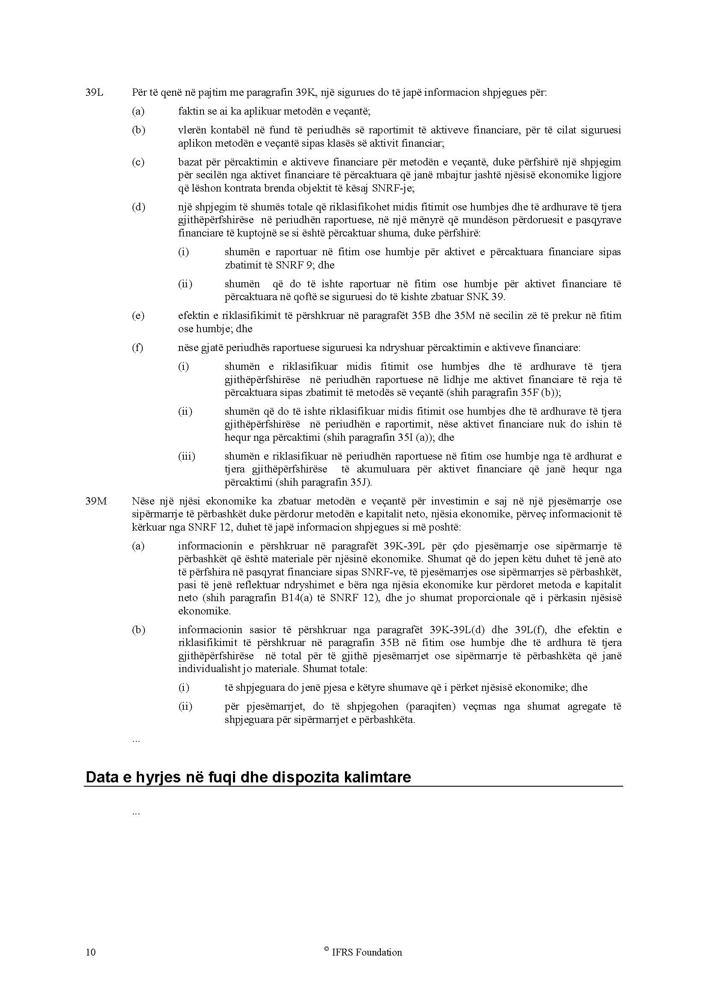 39L Për të qenë në pajtim me paragrafin 39K, një sigurues do të japë informacion shpjegues për:
(a) faktin se ai ka aplikuar metodën e veçantë;
(b) vlerën kontabël në fund të periudhës së raportimit të aktiveve financiare, për të cilat siguruesi
aplikon metodën e veçantë sipas klasës së aktivit financiar;
(c) bazat për përcaktimin e aktiveve financiare për metodën e veçantë, duke përfshirë një shpjegim
për secilën nga aktivet financiare të përcaktuara që janë mbajtur jashtë njësisë ekonomike ligjore
që lëshon kontrata brenda objektit të kësaj SNRF-je;
(d) një shpjegim të shumës totale që riklasifikohet midis fitimit ose humbjes dhe të ardhurave të tjera
gjithëpërfshirëse në periudhën raportuese, në një mënyrë që mundëson përdoruesit e pasqyrave
financiare të kuptojnë se si është përcaktuar shuma, duke përfshirë:
(i) shumën e raportuar në fitim ose humbje për aktivet e përcaktuara financiare sipas
zbatimit të SNRF 9; dhe
(ii) shumën që do të ishte raportuar në fitim ose humbje për aktivet financiare të
përcaktuara në qoftë se siguruesi do të kishte zbatuar SNK 39.
(e) efektin e riklasifikimit të përshkruar në paragrafët 35B dhe 35M në secilin zë të prekur në fitim
ose humbje; dhe
(f) nëse gjatë periudhës raportuese siguruesi ka ndryshuar përcaktimin e aktiveve financiare:
(i) shumën e riklasifikuar midis fitimit ose humbjes dhe të ardhurave të tjera
gjithëpërfshirëse në periudhën raportuese në lidhje me aktivet financiare të reja të
përcaktuara sipas zbatimit të metodës së veçantë (shih paragrafin 35F (b));
(ii) shumën që do të ishte riklasifikuar midis fitimit ose humbjes dhe të ardhurave të tjera
gjithëpërfshirëse në periudhën e raportimit, nëse aktivet financiare nuk do ishin të
hequr nga përcaktimi (shih paragrafin 35I (a)); dhe
(iii) shumën e riklasifikuar në periudhën raportuese në fitim ose humbje nga të ardhurat e
tjera gjithëpërfshirëse të akumuluara për aktivet financiare që janë hequr nga
përcaktimi (shih paragrafin 35J).
39M Nëse një njësi ekonomike ka zbatuar metodën e veçantë për investimin e saj në një pjesëmarrje ose
sipërmarrje të përbashkët duke përdorur metodën e kapitalit neto, njësia ekonomike, përveç informacionit të
kërkuar nga SNRF 12, duhet të japë informacion shpjegues si më poshtë:
(a) informacionin e përshkruar në paragrafët 39K-39L për çdo pjesëmarrje ose sipërmarrje të
përbashkët që është materiale për njësinë ekonomike. Shumat që do jepen këtu duhet të jenë ato
të përfshira në pasqyrat financiare sipas SNRF-ve, të pjesëmarrjes ose sipërmarrjes së përbashkët,
pasi të jenë reflektuar ndryshimet e bëra nga njësia ekonomike kur përdoret metoda e kapitalit
neto (shih paragrafin B14(a) të SNRF 12), dhe jo shumat proporcionale që i përkasin njësisë
ekonomike.
(b) informacionin sasior të përshkruar nga paragrafët 39K-39L(d) dhe 39L(f), dhe efektin e
riklasifikimit të përshkruar në paragrafin 35B në fitim ose humbje dhe të ardhura të tjera
gjithëpërfshirëse në total për të gjithë pjesëmarrjet ose sipërmarrje të përbashkëta që janë
individualisht jo materiale. Shumat totale:
(i) të shpjeguara do jenë pjesa e këtyre shumave që i përket njësisë ekonomike; dhe
(ii) për pjesëmarrjet, do të shpjegohen (paraqiten) veçmas nga shumat agregate të
shpjeguara për sipërmarrjet e përbashkëta.
...
Data e hyrjes në fuqi dhe dispozita kalimtare
...
10 © IFRS Foundation